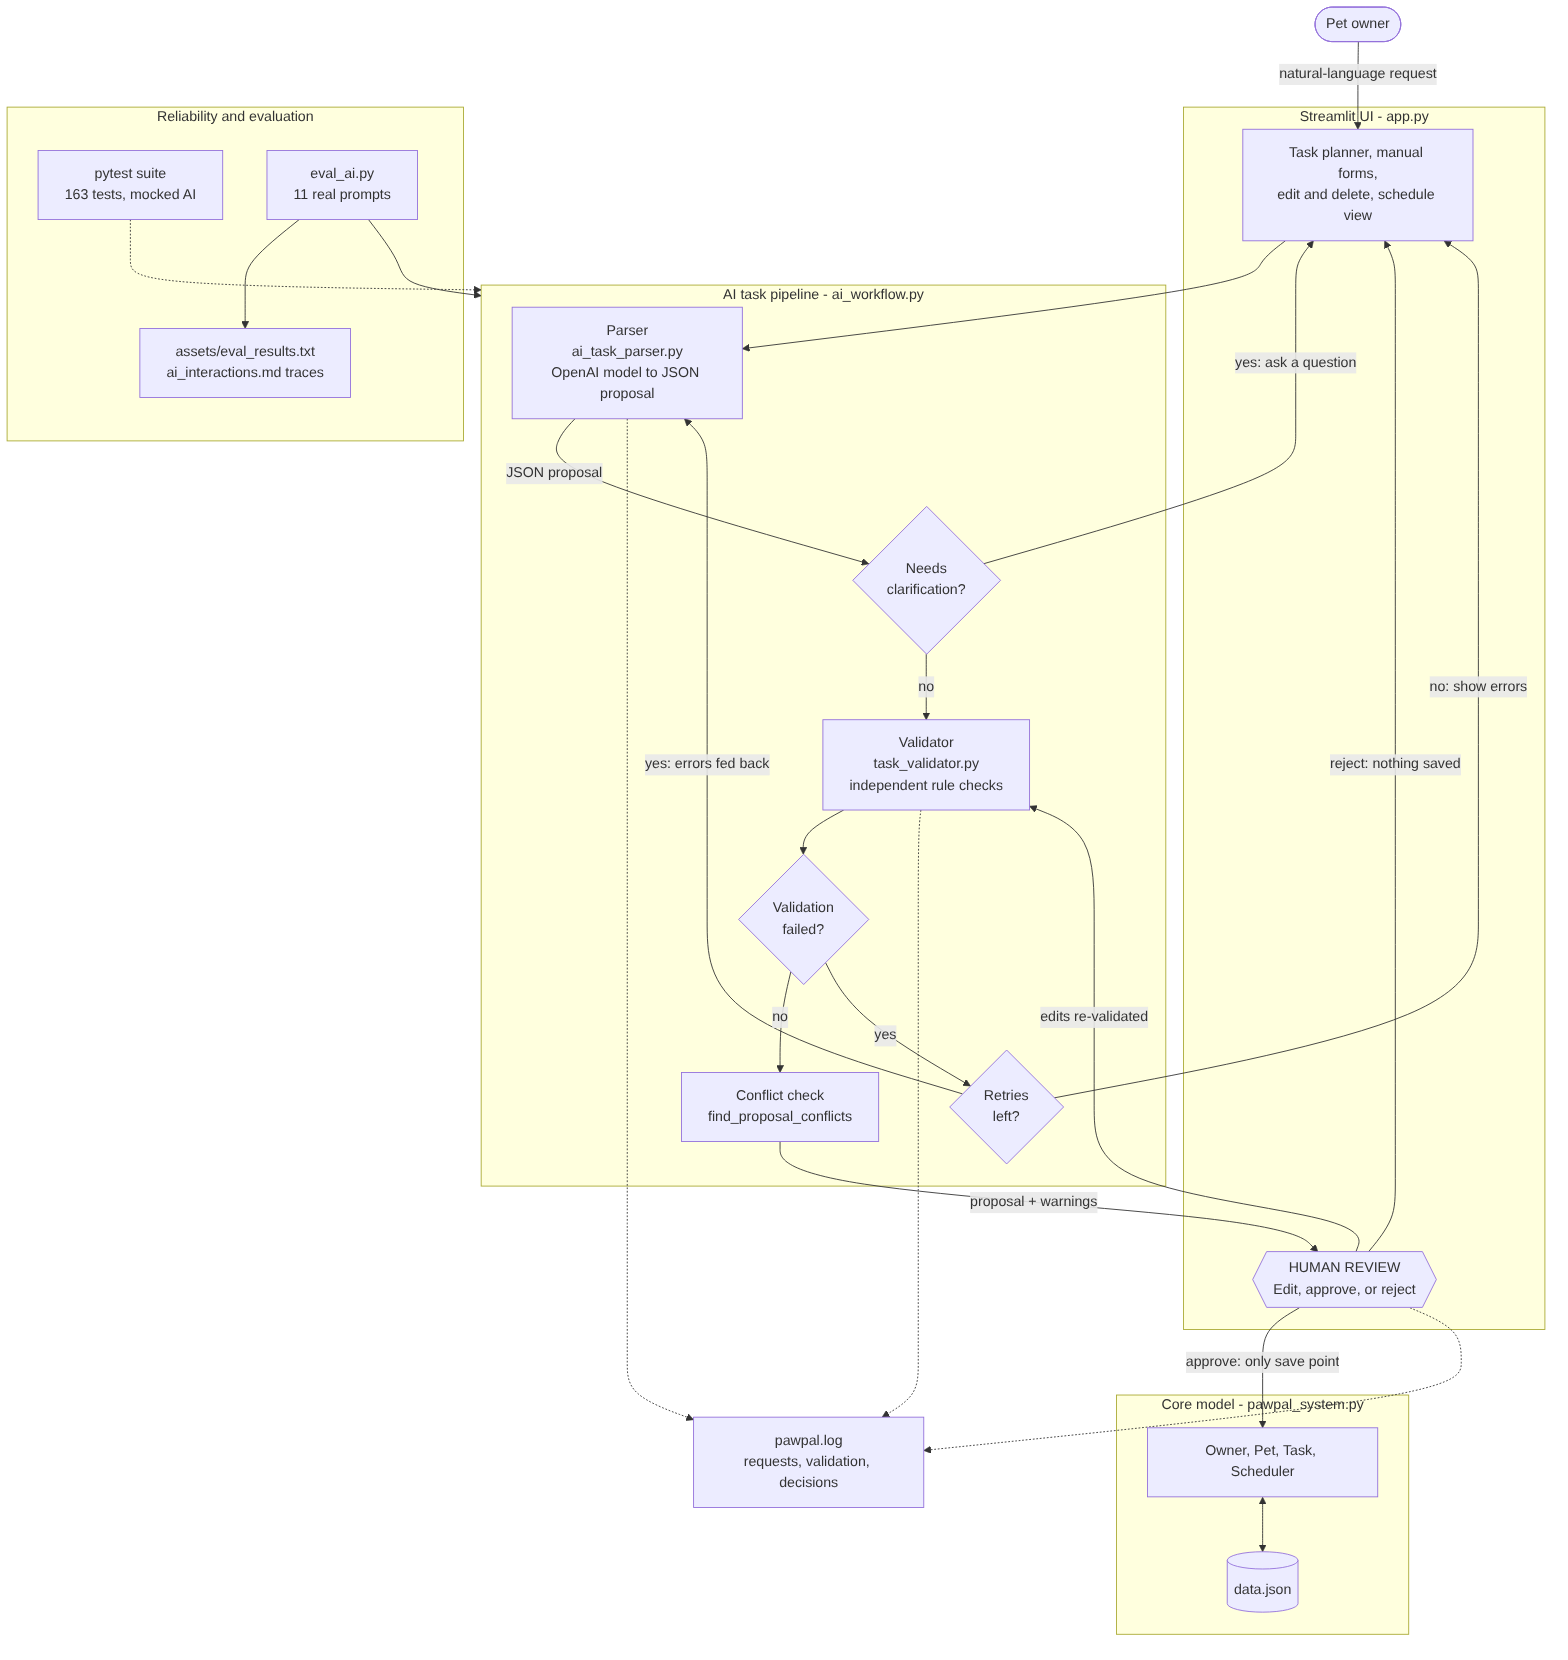 Pet owner
natural-language request
Reliability and evaluation
Streamlit UI - app.py
pytest suite
163 tests, mocked AI
eval_ai.py
11 real prompts
Task planner, manual
forms,
edit and delete, schedule
view
assets/eval_results.txt
ai_interactions.md traces
AI task pipeline - ai_workflow.py
Parser
ai_task_parser.py
OpenAI model to JSON
proposal
yes: ask a question
JSON proposal
Needs
clarification?
no
no: show errors
Validator
task_validator.py
independent rule checks
yes: errors fed back
reject: nothing saved
Validation
failed?
no
yes
edits re-validated
Conflict check
find_proposal_conflicts
Retries
left?
proposal + warnings
HUMAN REVIEW
Edit, approve, or reject
approve: only save point
Core model - pawpal_system.py
pawpal.log
requests, validation,
decisions
Owner, Pet, Task,
Scheduler
data.json